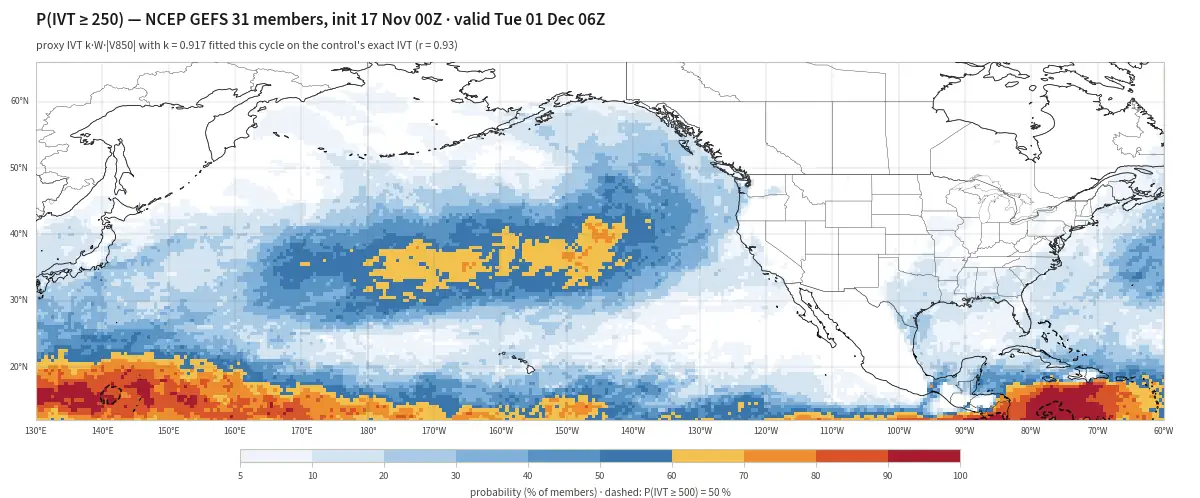 P(IVT ≥ 250) — NCEP GEFS 31 members, init 17 Nov 00Z · valid Tue 01 Dec 06Z
proxy IVT k·W·|V850| with k = 0.917 fitted this cycle on the control's exact IVT (r = 0.93)
60°N
50°N
40°N
30°N
20°N
130°E 140°E 150°E 160°E 170°E 180° 170°W 160°W 150°W 140°W 130°W 120°W 110°W 100°W 90°W 80°W 70°W 60°W
5 10 20 30 40 50 60 70 80 90 100
probability (% of members) · dashed: P(IVT ≥ 500) = 50 %